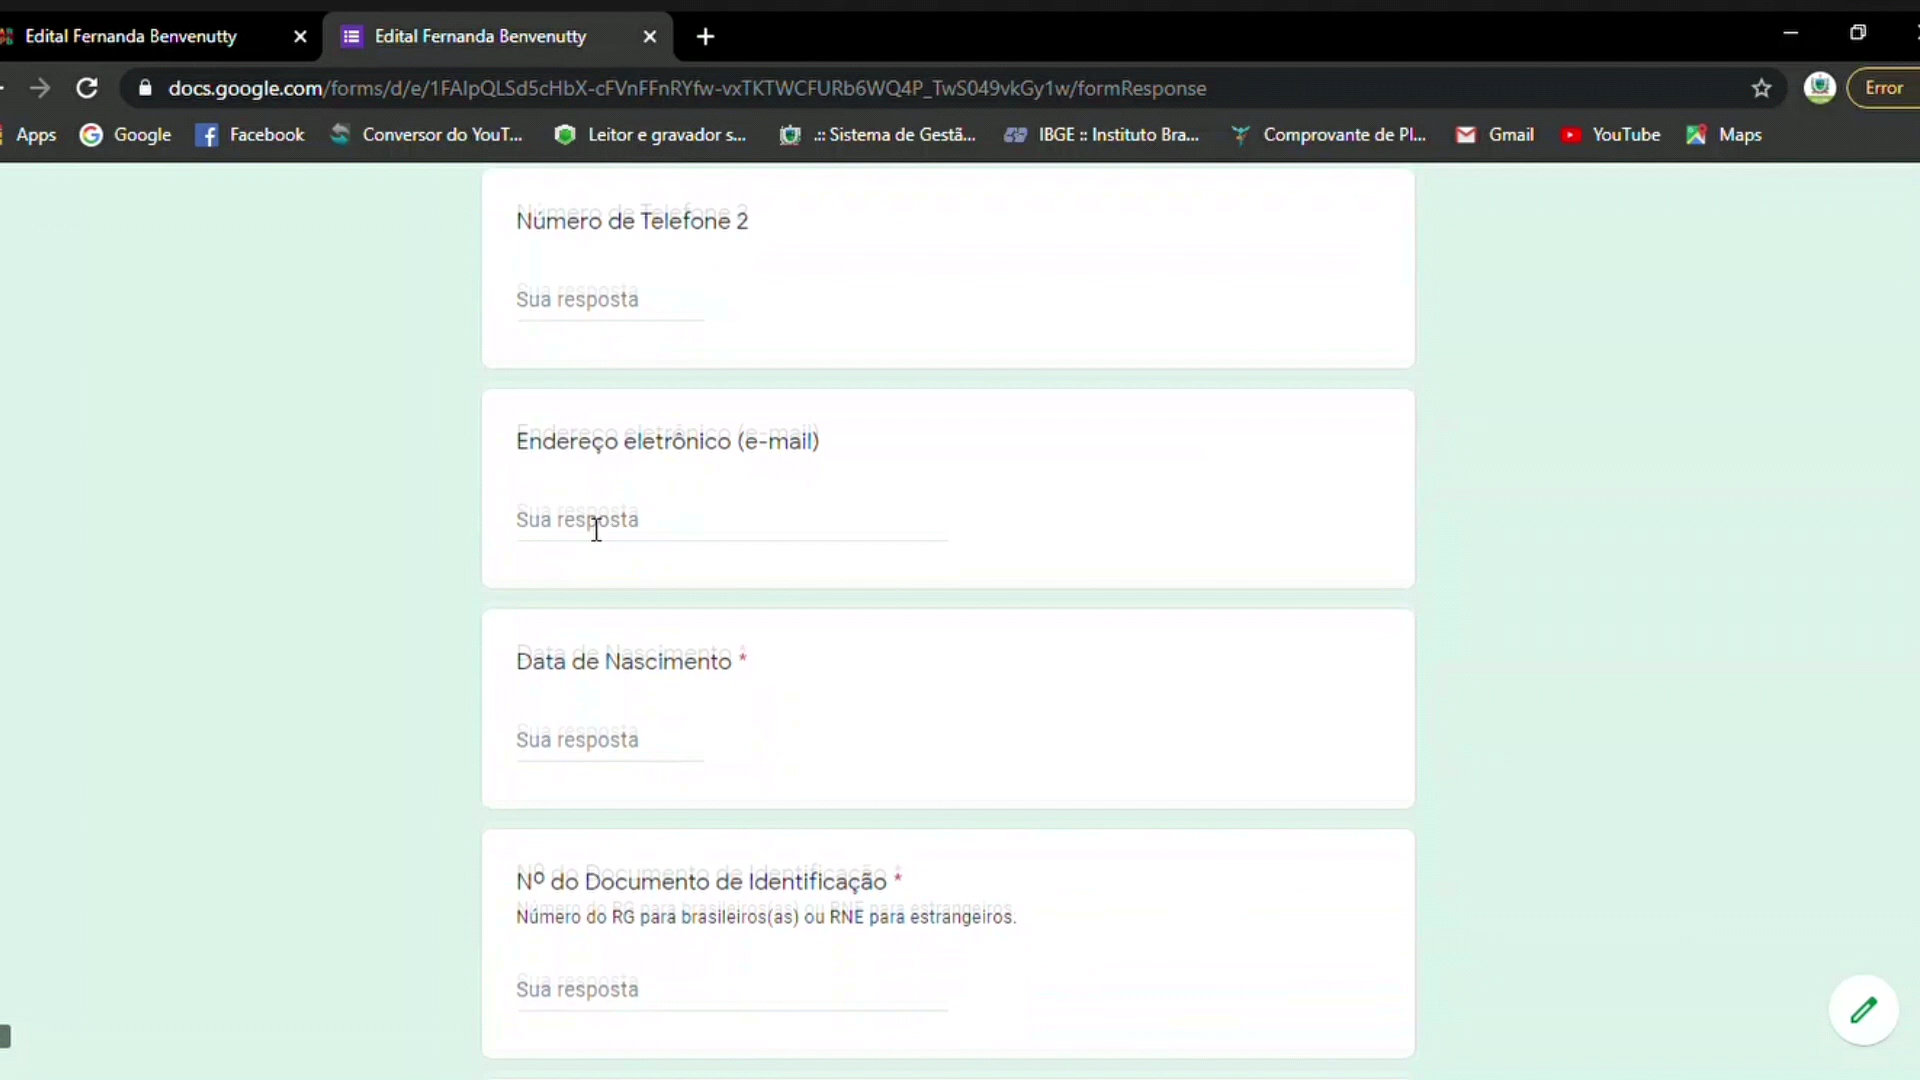 Edital Fernanda Benvenutty
Edital Fernanda Benvenutty
docs.google.com/forms/d/e/1FAIpQLSd5cHbX-cFVnFFnRYfw-vxTKTWCFURb6WQ4P_TwS049vkGy1w/formResponse
Error
Apps
Google
Facebook
Conversor do YouT...
Leitor e gravador s...
.:: Sistema de Gestã...
IBGE :: Instituto Bra...
Comprovante de Pl...
Gmail
YouTube
Maps
Número de Telefone 2
Sua resposta
Endereço eletrônico (e-mail)
Sua resposta
Data de Nascimento *
Sua resposta
Nº do Documento de Identificação *
Número do RG para brasileiros(as) ou RNE para estrangeiros.
Sua resposta